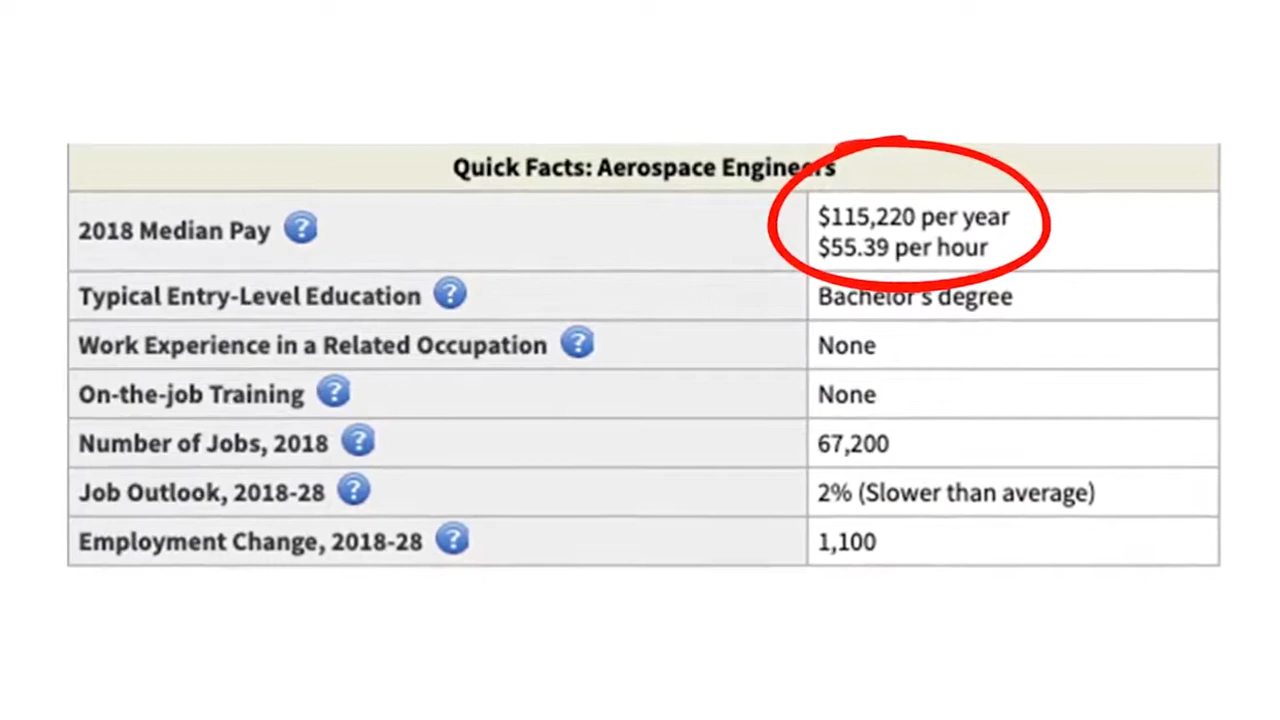 Quick Facts: Aerospace Engineers
2018 Median Pay ? $115,220 per year
$55.39 per hour
Typical Entry-Level Education ? Bachelor's degree
Work Experience in a Related Occupation ? None
On-the-job Training ? None
Number of Jobs, 2018 ? 67,200
Job Outlook, 2018-28 ? 2% (Slower than average)
Employment Change, 2018-28 ? 1,100